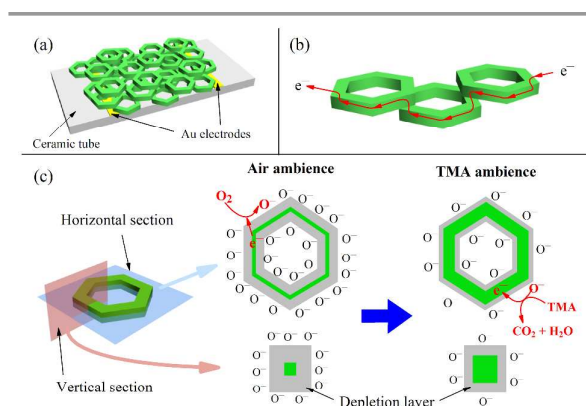 (a)
Ceramic tube
Au electrodes
(b)
e
e⁻
(c)
Horizontal section
Vertical section
Air ambience
O₂
O⁻
e⁻
O⁻ O⁻ O⁻ O⁻ O⁻ O⁻ O⁻ O⁻ O⁻ O⁻ O⁻ O⁻
O⁻ O⁻ O⁻ O⁻ O⁻ O⁻
O⁻ O⁻ O⁻ O⁻ O⁻ O⁻ O⁻ O⁻ O⁻
Depletion layer
TMA ambience
O⁻ O⁻ O⁻ O⁻ O⁻ O⁻ O⁻
O⁻ O⁻ O⁻
e⁻
O⁻
TMA
CO₂ + H₂O
O⁻ O⁻ O⁻ O⁻